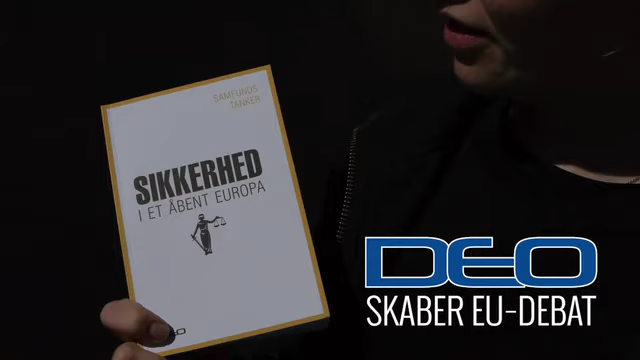 SAMFUNDS
TANKER
SIKKERHED
I ET ÅBENT EUROPA
DEO
SKABER EU-DEBAT